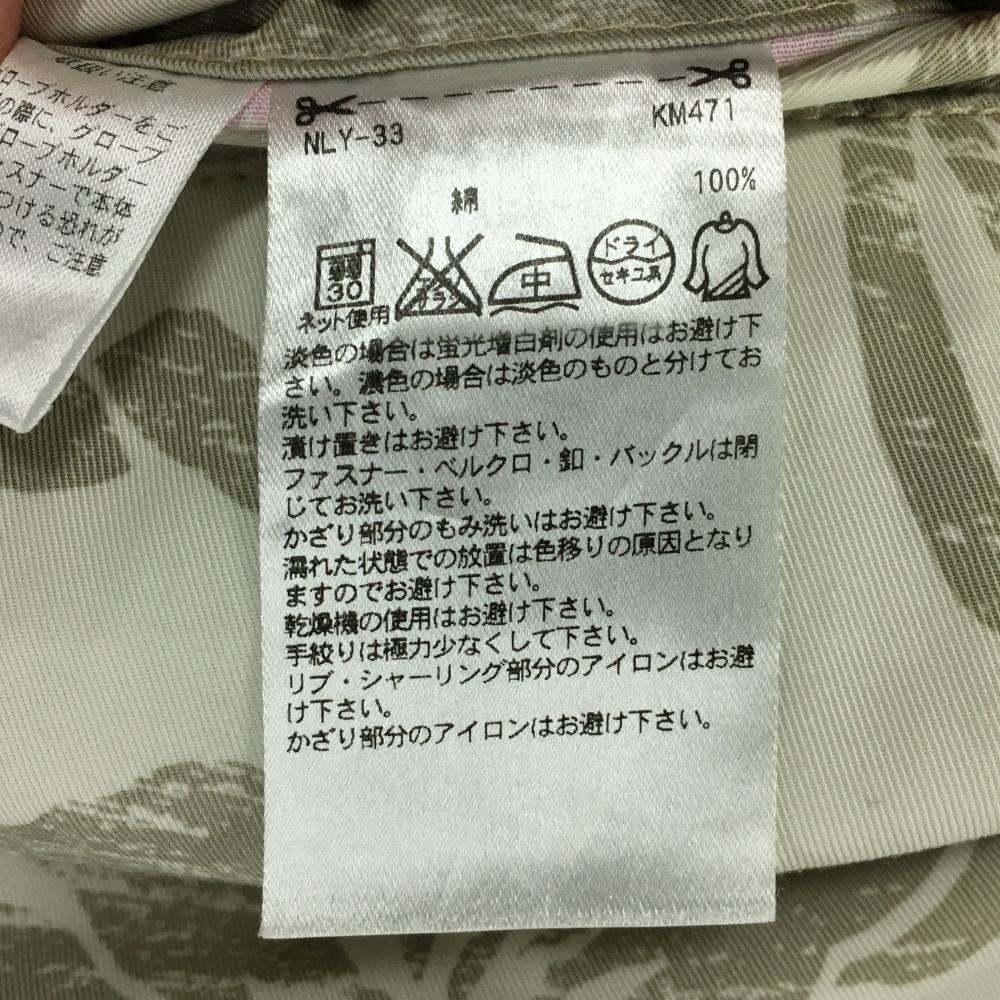 取扱い注意
ローブホルダーをご
の際に、グローブ
ローブホルダー
スナーで本体
つける恐れが
ので、ご注意
NLY-33 KM471
綿 100%
弱 30 エンソ サラシ 中 ドライ セキユ系
ネット使用
淡色の場合は蛍光増白剤の使用はお避け下
さい。濃色の場合は淡色のものと分けてお
洗い下さい。
漬け置きはお避け下さい。
ファスナー・ベルクロ・釦・バックルは閉
じてお洗い下さい。
かざり部分のもみ洗いはお避け下さい。
濡れた状態での放置は色移りの原因となり
ますのでお避け下さい。
乾燥機の使用はお避け下さい。
手絞りは極力少なくして下さい。
リブ・シャーリング部分のアイロンはお避
け下さい。
かざり部分のアイロンはお避け下さい。